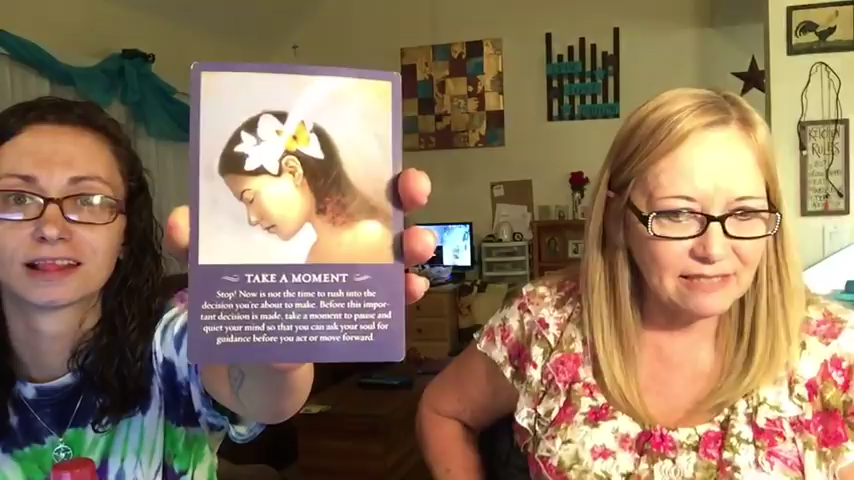 TAKE A MOMENT
Stop! Now is not the time to rush into the
decision you're about to make. Before this impor-
tant decision is made, take a moment to pause and
quiet your mind so that you can ask your soul for
guidance before you act or move forward.
KITCHEN
RULES